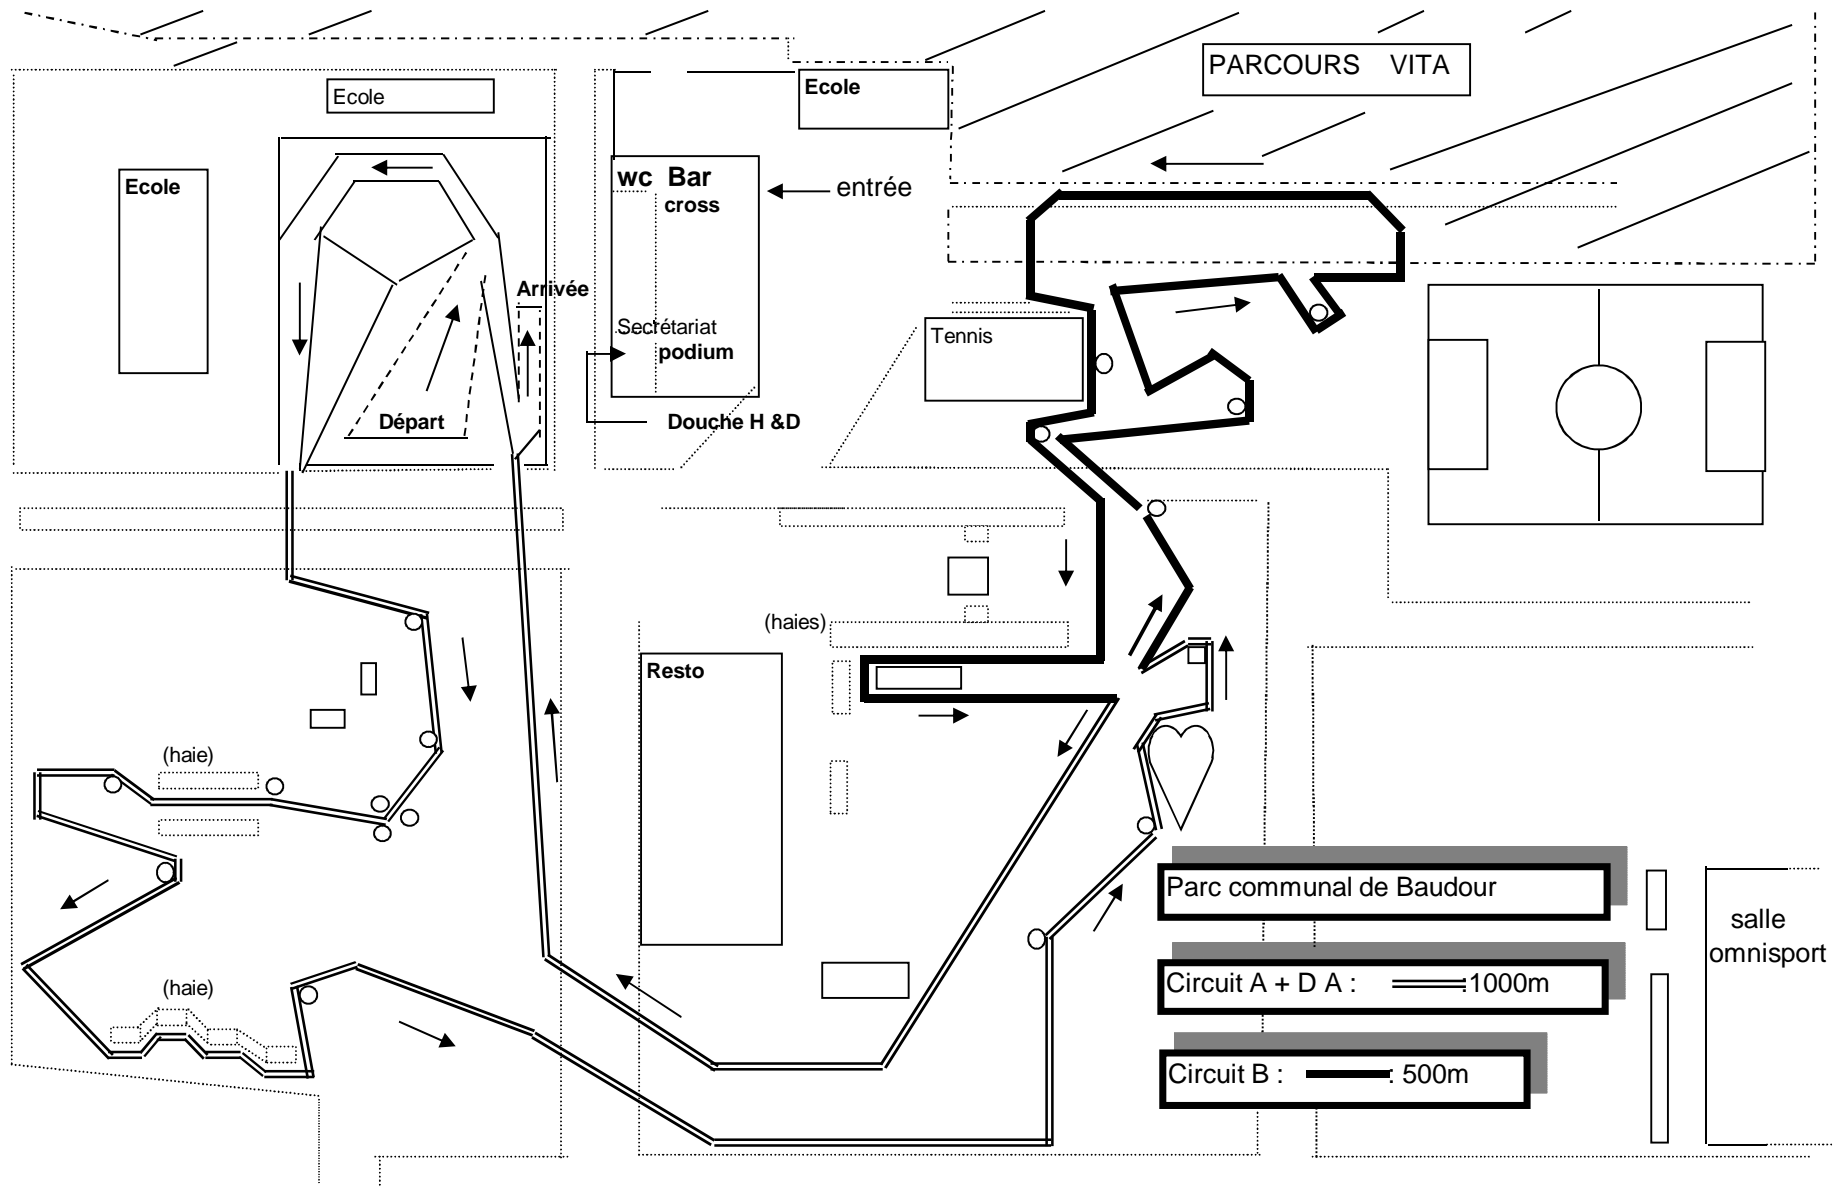 PARCOURS VITA
Ecole
Ecole
Ecole
wc Bar
cross
entrée
Arrivée
Secrétariat
podium
Tennis
Départ
Douche H &D
(haies)
Resto
(haie)
(haie)
Parc communal de Baudour
salle
omnisport
Circuit A + D A : :1000m
Circuit B : : 500m